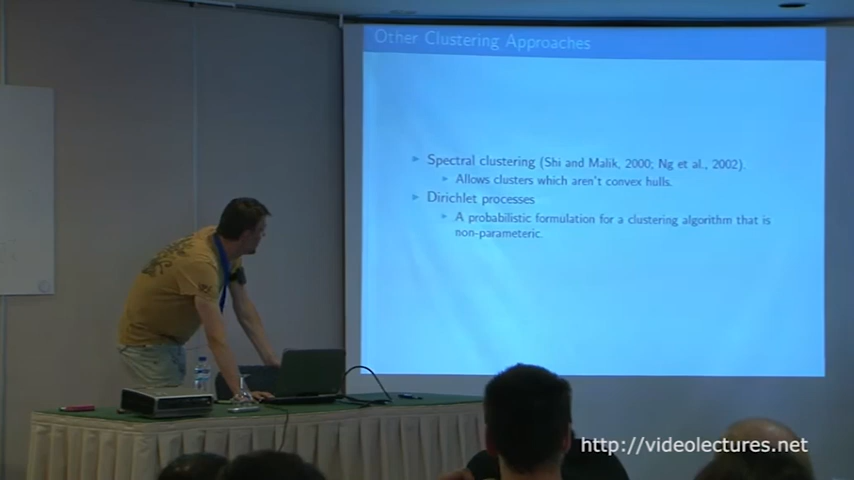 Other Clustering Approaches
Spectral clustering (Shi and Malik, 2000; Ng et al., 2002).
Allows clusters which aren't convex hulls.
Dirichlet processes
A probabilistic formulation for a clustering algorithm that is
non-parameteric.
http://videolectures.net